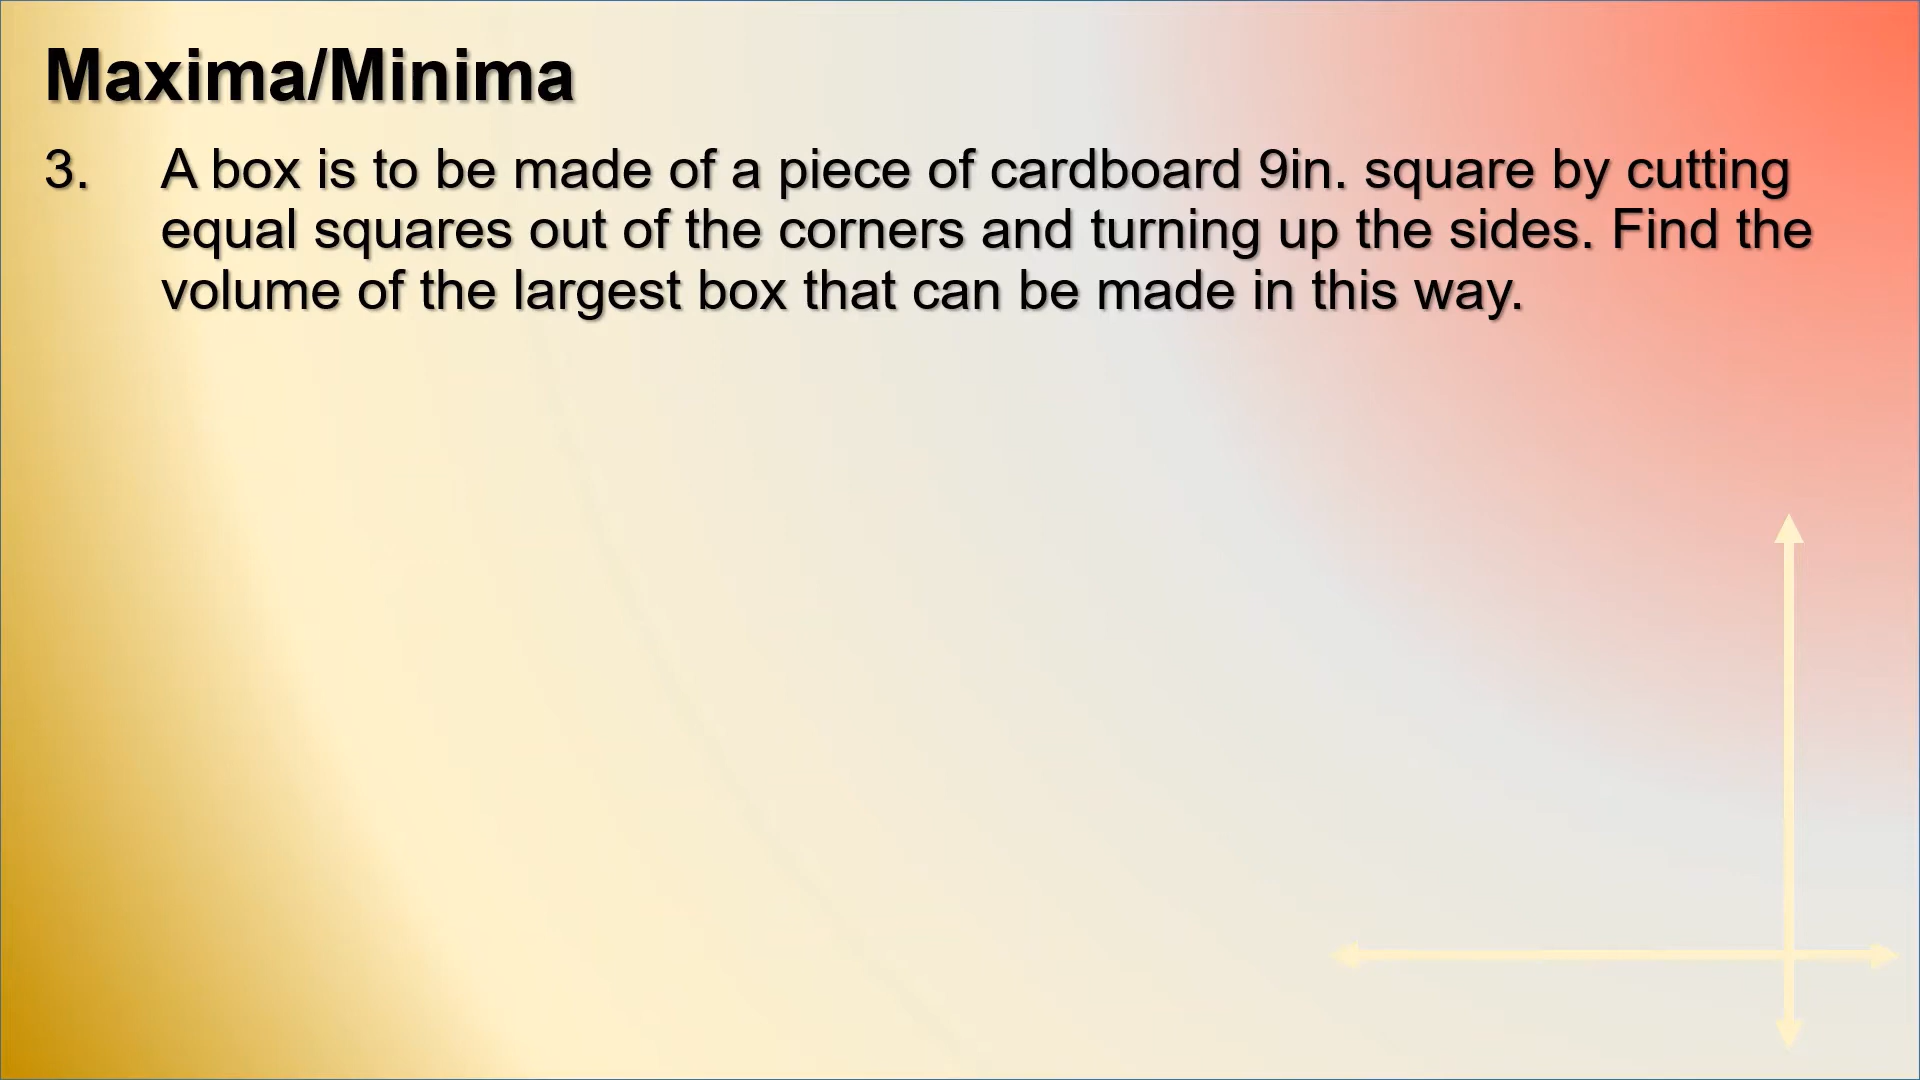 Maxima/Minima
3. A box is to be made of a piece of cardboard 9in. square by cutting
equal squares out of the corners and turning up the sides. Find the
volume of the largest box that can be made in this way.